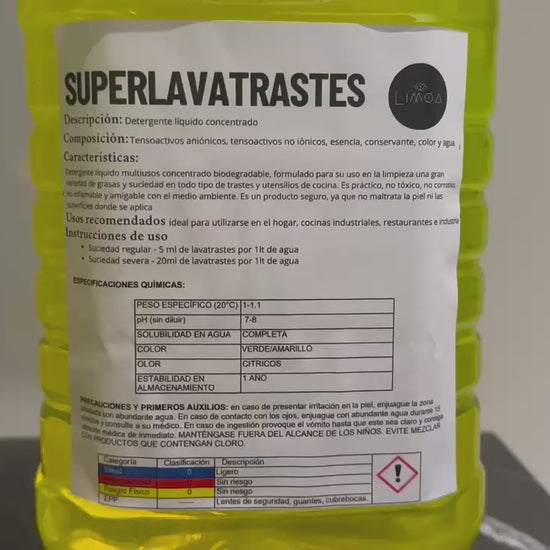 SUPERLAVATRASTES
LIMOA
Descripción: Detergente líquido concentrado
Composición: Tensoactivos aniónicos, tensoactivos no iónicos, esencia, conservante, color y agua
Características:
Detergente líquido multiusos concentrado biodegradable, formulado para su uso en la limpieza una gran
variedad de grasas y suciedad en todo tipo de trastes y utensilios de cocina. Es práctico, no tóxico, no corrosivo,
no inflamable y amigable con el medio ambiente. Es un producto seguro, ya que no maltrata la piel ni las
superficies donde se aplica
Usos recomendados ideal para utilizarse en el hogar, cocinas industriales, restaurantes e industria
Instrucciones de uso
• Suciedad regular - 5 ml de lavatrastes por 1lt de agua
• Suciedad severa - 20ml de lavatrastes por 1lt de agua
ESPECIFICACIONES QUÍMICAS:
PESO ESPECÍFICO (20°C) 1-1.1
pH (sin diluir) 7-8
SOLUBILIDAD EN AGUA COMPLETA
COLOR VERDE/AMARILLO
OLOR CITRICOS
ESTABILIDAD EN 1 AÑO
ALMACENAMIENTO
PRECAUCIONES Y PRIMEROS AUXILIOS: en caso de presentar irritación en la piel, enjuague la zona
con abundante agua. En caso de contacto con los ojos, enjuague con abundante agua durante 15
minutos y consulte a su médico. En caso de ingestión provoque el vómito hasta que este sea claro y consiga
atención médica de inmediato. MANTÉNGASE FUERA DEL ALCANCE DE LOS NIÑOS. EVITE MEZCLAR
CON PRODUCTOS QUE CONTENGAN CLORO.
Categoría Clasificación Descripción
Salud 0 Ligero
0 Sin riesgo
Peligro Físico 0 Sin riesgo
EPP Lentes de seguridad, guantes, cubrebocas.